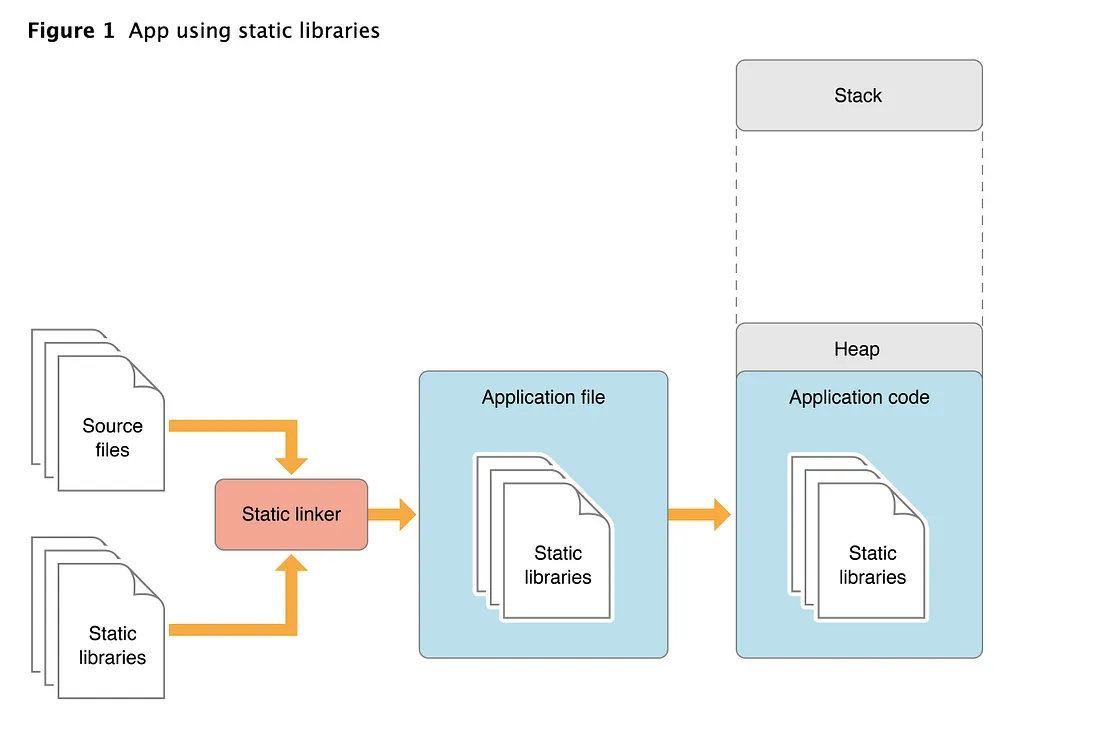 Figure 1 App using static libraries
Stack
Heap
Source
files
Static linker
Static
libraries
Application file
Static
libraries
Application code
Static
libraries